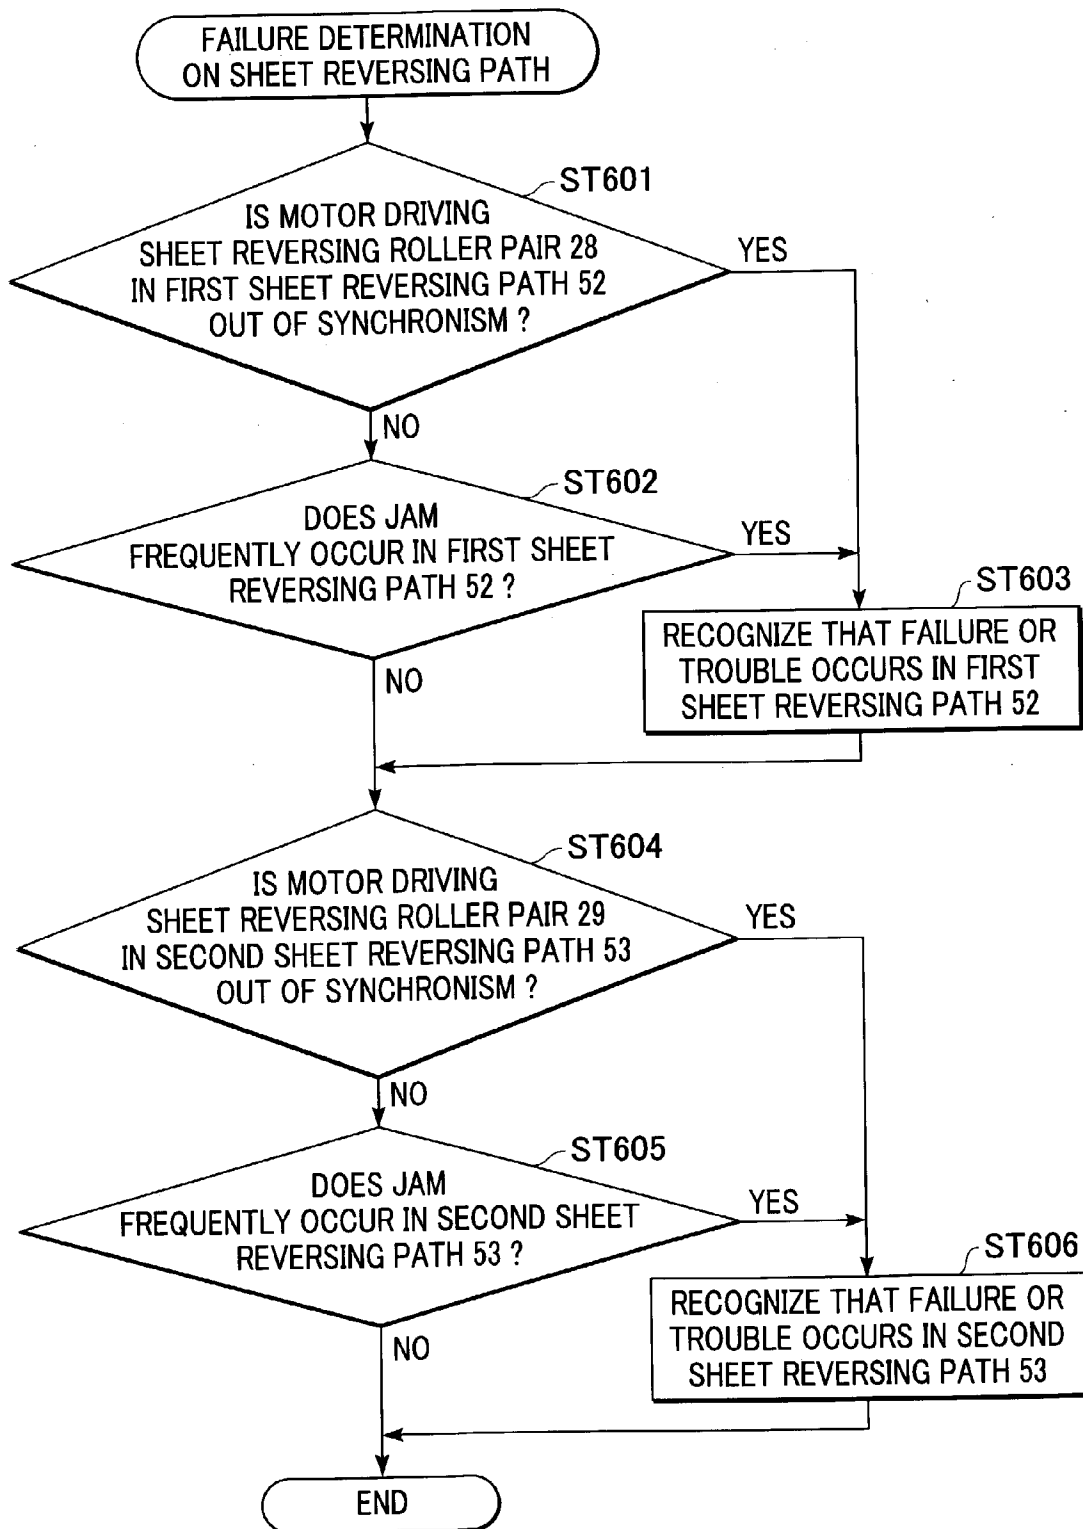 FAILURE DETERMINATION
ON SHEET REVERSING PATH
ST601
IS MOTOR DRIVING
SHEET REVERSING ROLLER PAIR 28
IN FIRST SHEET REVERSING PATH 52
OUT OF SYNCHRONISM ?
YES
NO
ST602
DOES JAM
FREQUENTLY OCCUR IN FIRST SHEET
REVERSING PATH 52 ?
YES
NO
ST603
RECOGNIZE THAT FAILURE OR
TROUBLE OCCURS IN FIRST
SHEET REVERSING PATH 52
ST604
IS MOTOR DRIVING
SHEET REVERSING ROLLER PAIR 29
IN SECOND SHEET REVERSING PATH 53
OUT OF SYNCHRONISM ?
YES
NO
ST605
DOES JAM
FREQUENTLY OCCUR IN SECOND SHEET
REVERSING PATH 53 ?
YES
NO
ST606
RECOGNIZE THAT FAILURE OR
TROUBLE OCCURS IN SECOND
SHEET REVERSING PATH 53
END